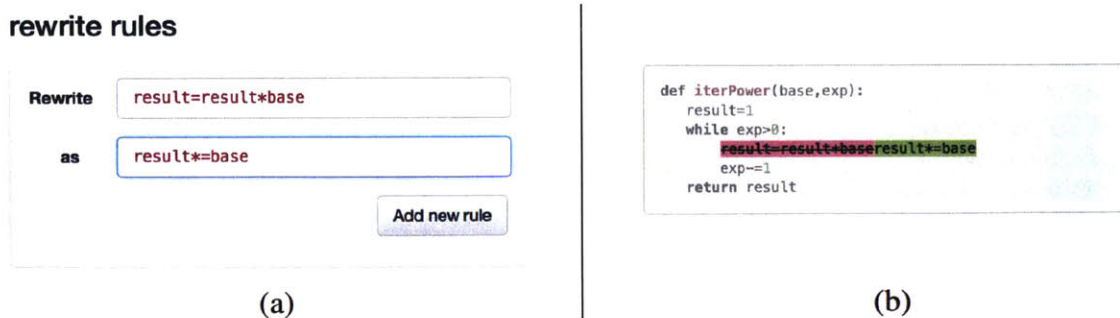 rewrite rules
Rewrite
result=result*base
as
result*=base
Add new rule
(a)
def iterPower(base,exp):
result=1
while exp>0:
result=result*baseresult*=base
exp-=1
return result
(b)